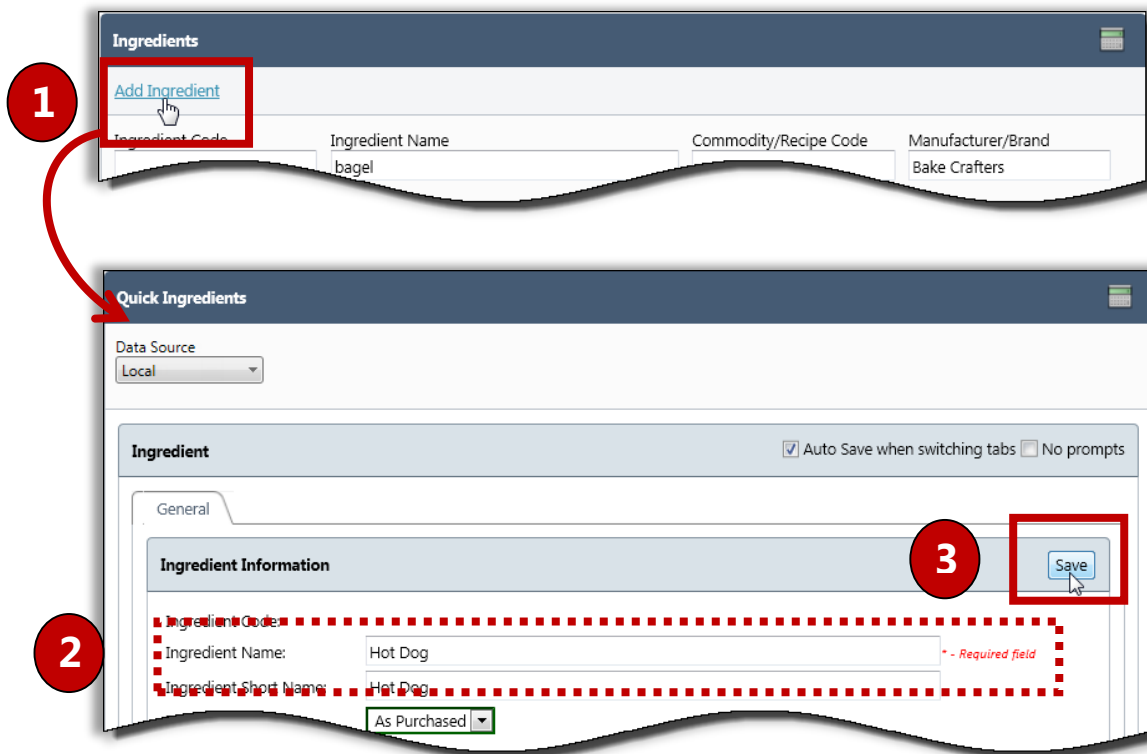 Ingredients
1
Add Ingredient
Ingredient Code Ingredient Name Commodity/Recipe Code Manufacturer/Brand
bagel Bake Crafters
Quick Ingredients
Data Source
Local
Ingredient Auto Save when switching tabs No prompts
General
3
Ingredient Information Save
Ingredient Code:
2
Ingredient Name: Hot Dog * - Required field
Ingredient Short Name: Hot Dog
As Purchased